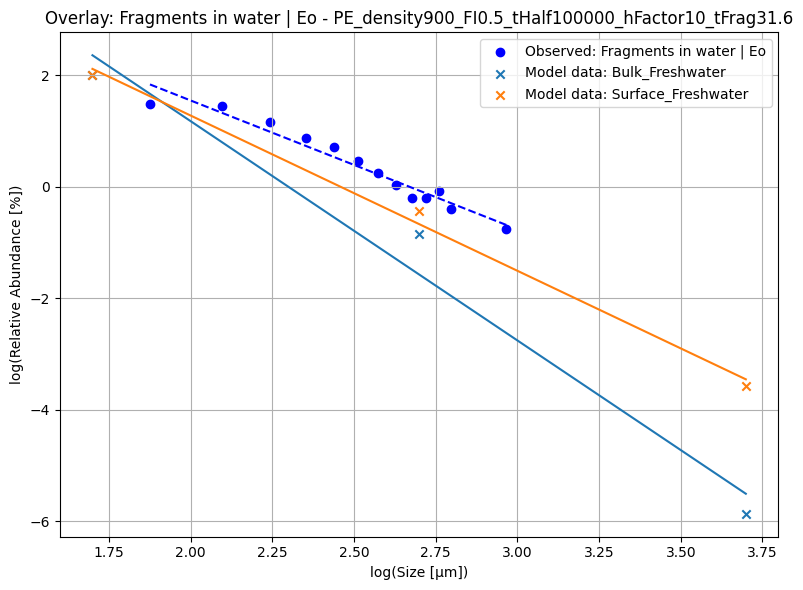 Overlay: Fragments in water | Eo - PE_density900_FI0.5_tHalf100000_hFactor10_tFrag31.6
Observed: Fragments in water | Eo
Model data: Bulk_Freshwater
Model data: Surface_Freshwater
log(Relative Abundance [%])
2
0
−2
−4
−6
1.75 2.00 2.25 2.50 2.75 3.00 3.25 3.50 3.75
log(Size [μm])